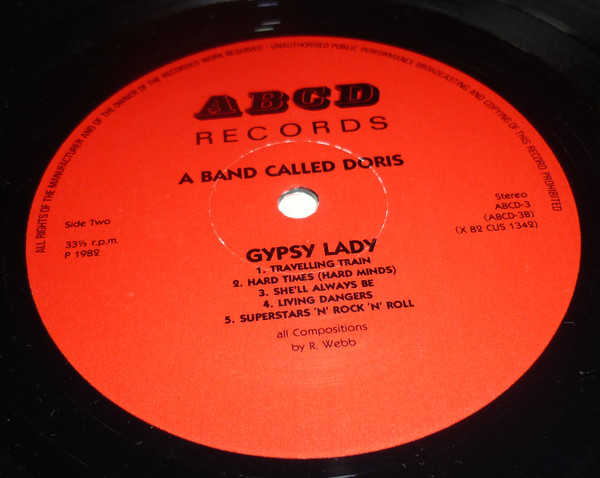 ALL RIGHTS OF THE MANUFACTURER AND OF THE OWNER OF THE RECORDED WORK RESERVED - UNAUTHORISED PUBLIC PERFORMANCE BROADCASTING AND COPYING OF THIS RECORD PROHIBITED
ABCD
RECORDS
A BAND CALLED DORIS
Side Two
33⅓ r.p.m.
P 1982
Stereo
ABCD-3
(ABCD-3B)
(X 82 CUS 1342)
GYPSY LADY
1. TRAVELLING TRAIN
2. HARD TIMES (HARD MINDS)
3. SHE'LL ALWAYS BE
4. LIVING DANGERS
5. SUPERSTARS 'N' ROCK 'N' ROLL
all Compositions
by R. Webb